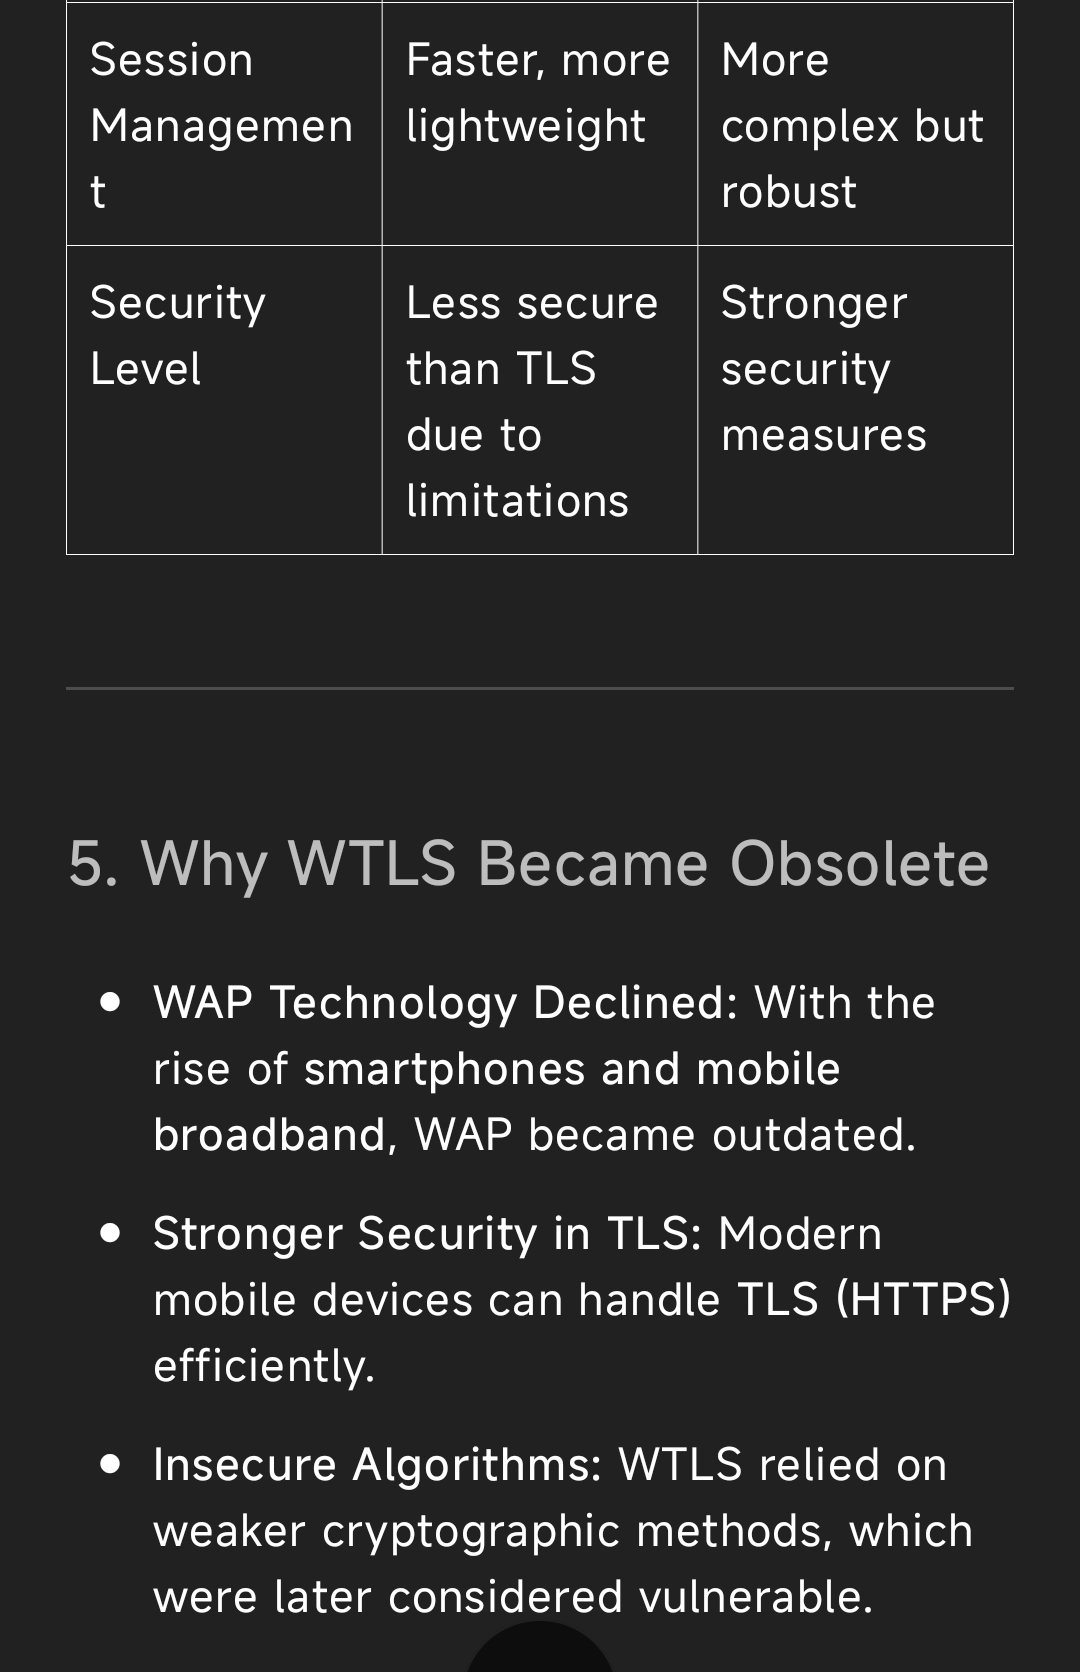 Session
Managemen
t
Faster, more
lightweight
More
complex but
robust
Security
Level
Less secure
than TLS
due to
limitations
Stronger
security
measures
5. Why WTLS Became Obsolete
WAP Technology Declined: With the
rise of smartphones and mobile
broadband, WAP became outdated.
Stronger Security in TLS: Modern
mobile devices can handle TLS (HTTPS)
efficiently.
Insecure Algorithms: WTLS relied on
weaker cryptographic methods, which
were later considered vulnerable.